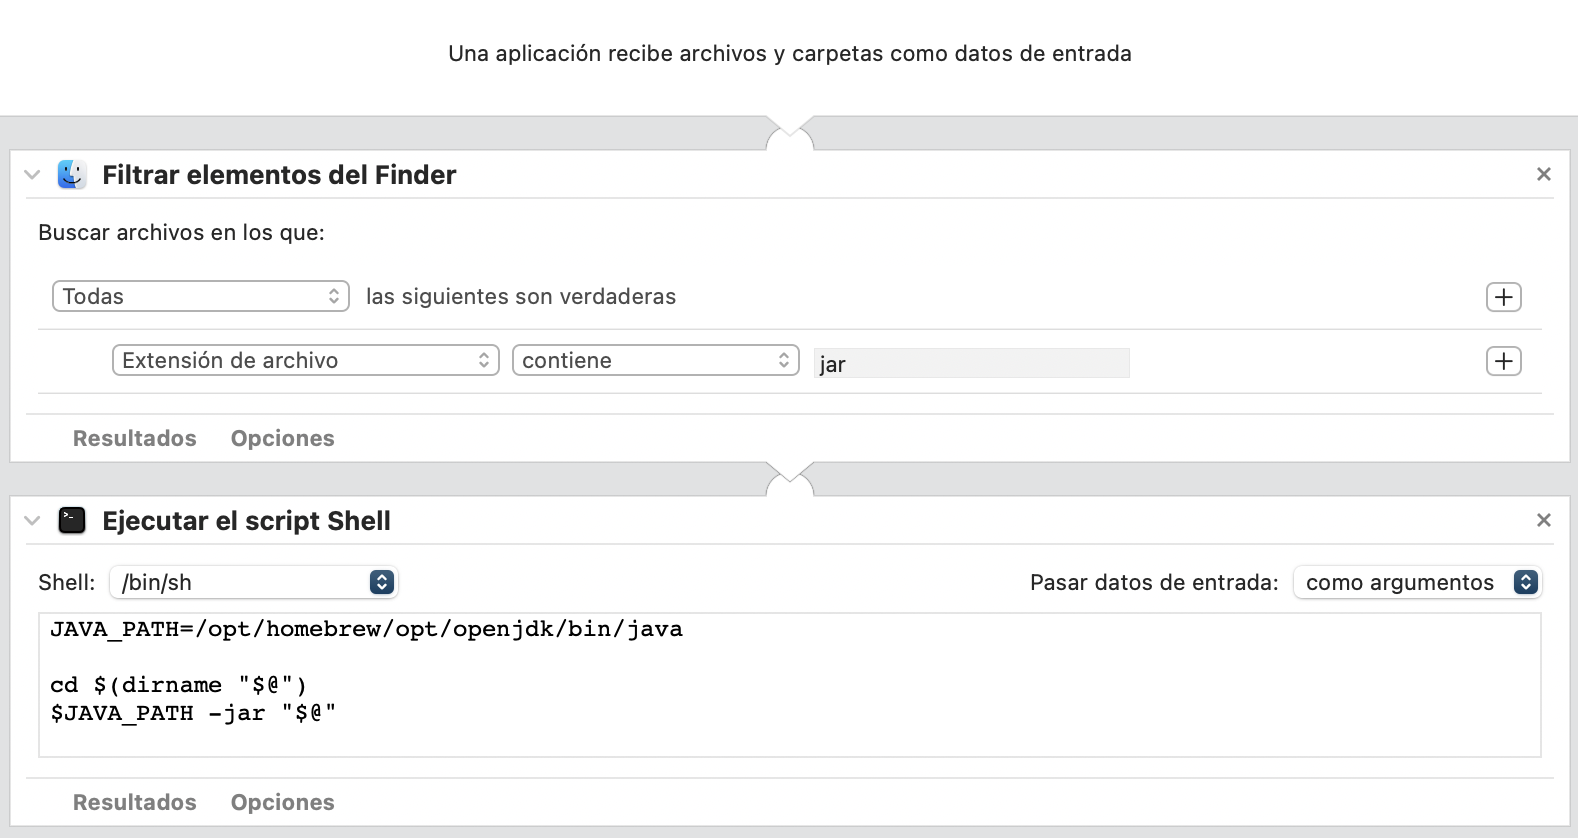 Una aplicación recibe archivos y carpetas como datos de entrada
Filtrar elementos del Finder
Buscar archivos en los que:
Todas las siguientes son verdaderas
Extensión de archivo contiene jar
Resultados Opciones
Ejecutar el script Shell
Shell: /bin/sh Pasar datos de entrada: como argumentos
JAVA_PATH=/opt/homebrew/opt/openjdk/bin/java
cd $(dirname "$@")
$JAVA_PATH -jar "$@"
Resultados Opciones